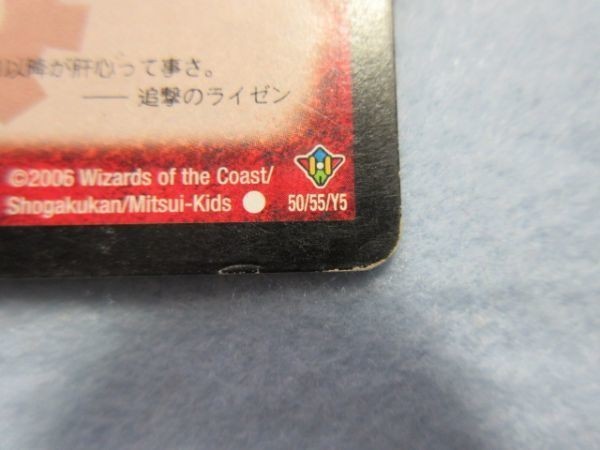 以降が肝心って事さ。
―― 追撃のライゼン
©2006 Wizards of the Coast/
Shogakukan/Mitsui-Kids
50/55/Y5